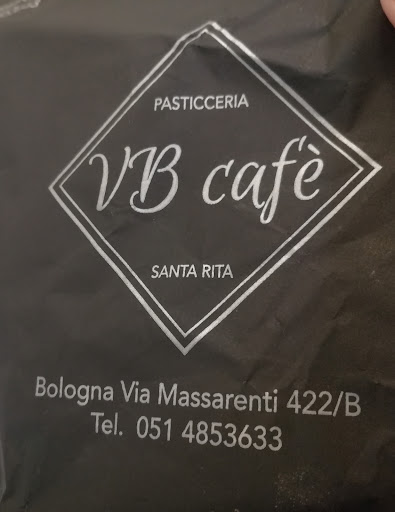 PASTICCERIA
VB cafè
SANTA RITA
Bologna Via Massarenti 422/B
Tel. 051 4853633